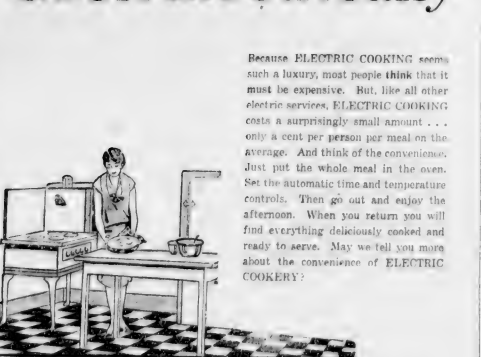 Because ELECTRIC COOKING seems
such a luxury, most people think that it
must be expensive. But, like all other
electric services, ELECTRIC COOKING
costs a surprisingly small amount . . .
only a cent per person per meal on the
average. And think of the convenience.
Just put the whole meal in the oven.
Set the automatic time and temperature
controls. Then go out and enjoy the
afternoon. When you return you will
find everything deliciously cooked and
ready to serve. May we tell you more
about the convenience of ELECTRIC
COOKERY?